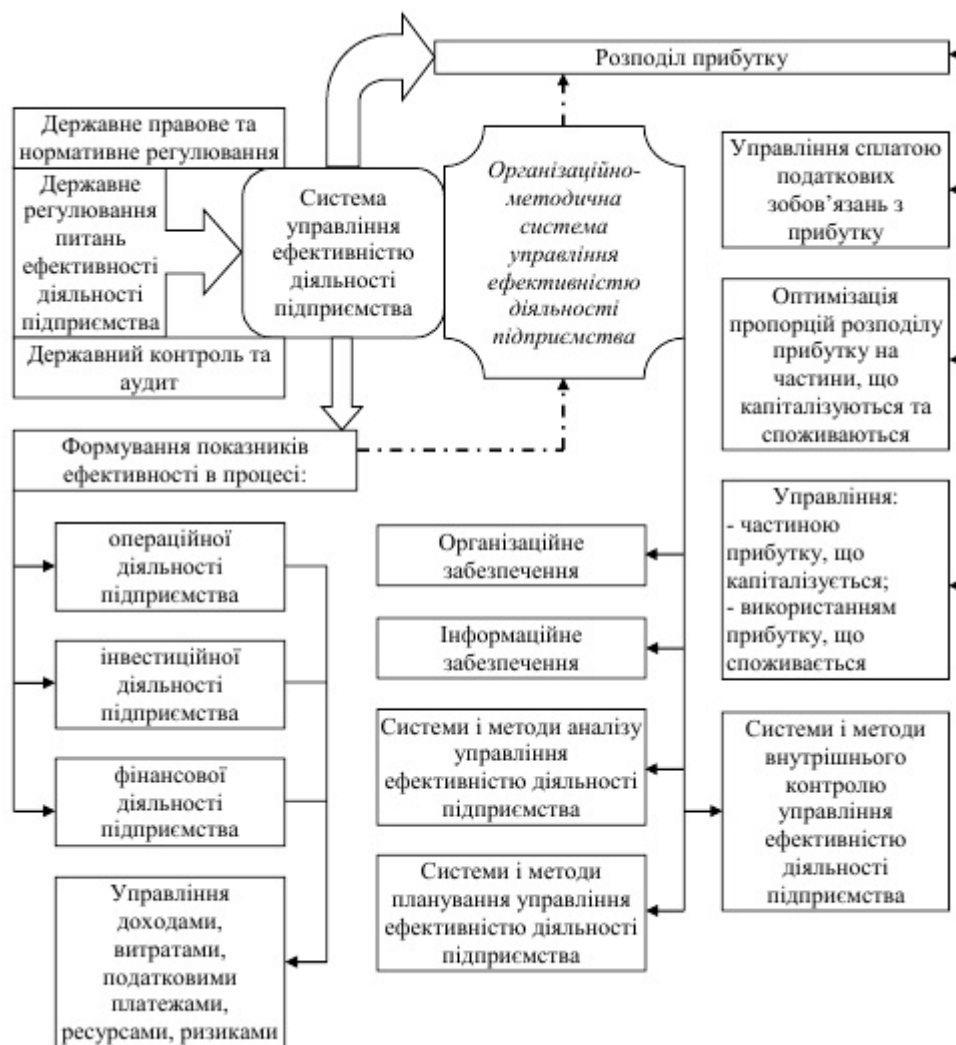 Розподіл прибутку
Державне правове та
нормативне регулювання
Державне
регулювання
питань
ефективності
діяльності
підприємства
Державний контроль та
аудит
Система
управління
ефективністю
діяльності
підприємства
Організаційно-
методична
система
управління
ефективністю
діяльності
підприємства
Управління сплатою
податкових
зобов’язань з
прибутку
Оптимізація
пропорцій розподілу
прибутку на
частини, що
капіталізуються та
споживаються
Формування показників
ефективності в процесі:
операційної
діяльності
підприємства
інвестиційної
діяльності
підприємства
фінансової
діяльності
підприємства
Управління
доходами,
витратами,
податковими
платежами,
ресурсами, ризиками
Організаційне
забезпечення
Інформаційне
забезпечення
Системи і методи аналізу
управління
ефективністю діяльності
підприємства
Системи і методи
планування управління
ефективністю діяльності
підприємства
Управління:
- частиною
прибутку, що
капіталізується;
- використанням
прибутку, що
споживається
Системи і методи
внутрішнього
контролю
управління
ефективністю
діяльності
підприємства